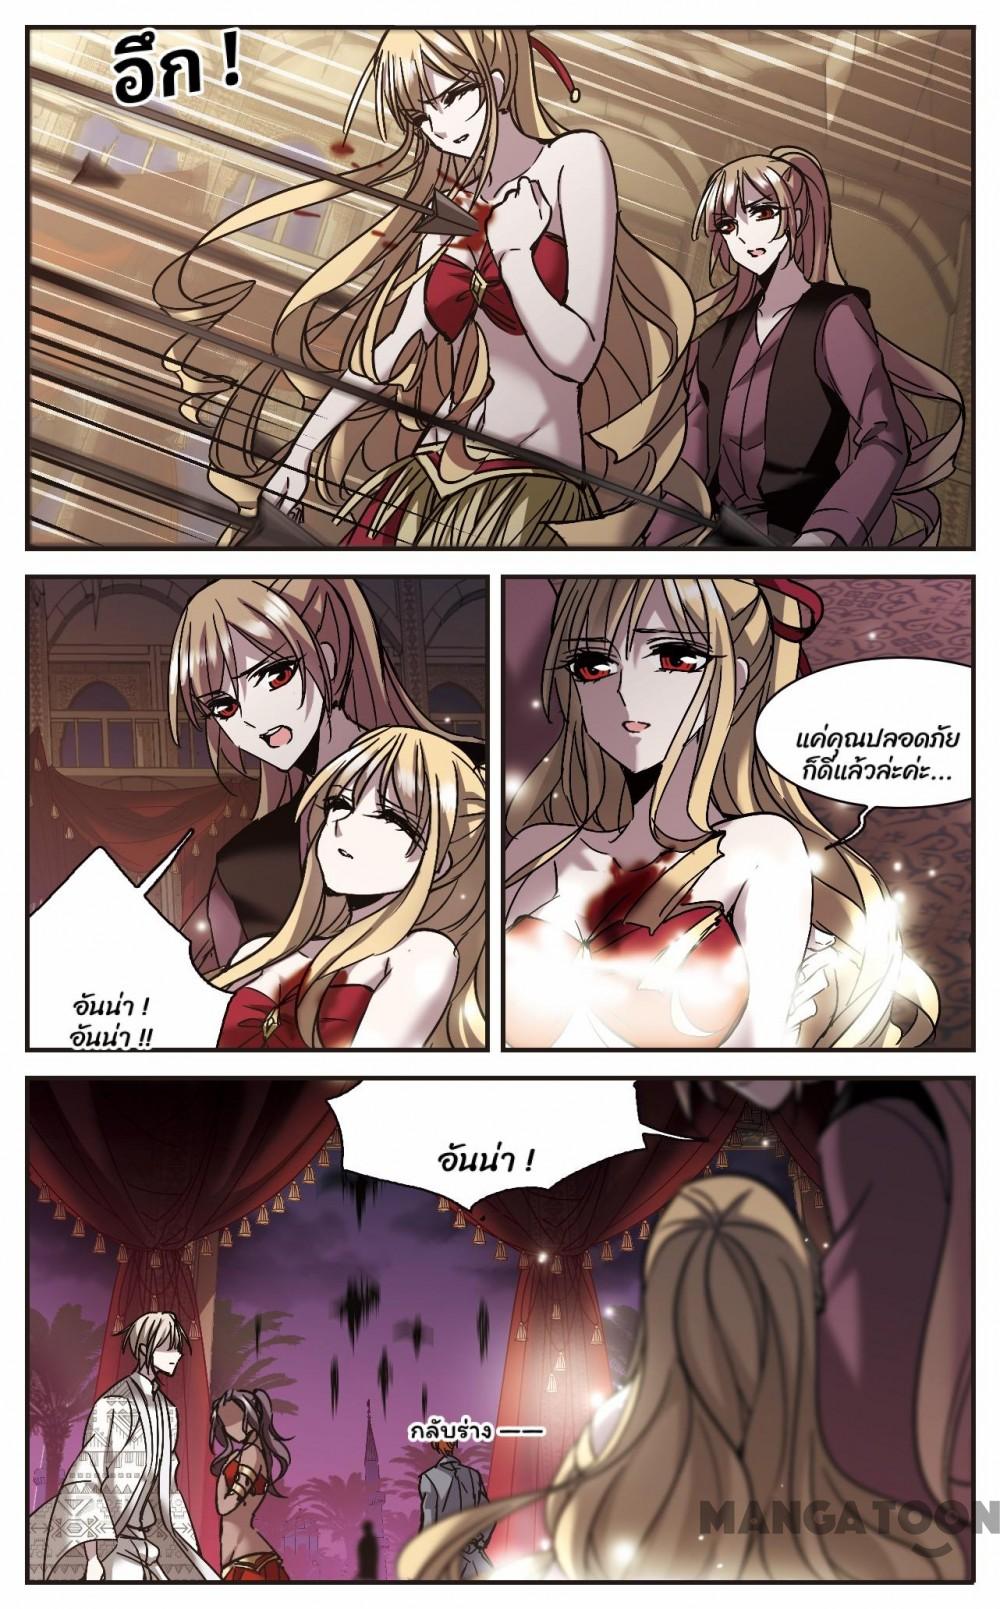 อึก !
แค่คุณปลอดภัย
ก็ดีแล้วล่ะค่ะ...
อันน่า !
อันน่า !!
อันน่า !
กลับร่าง ——
MANGATOON